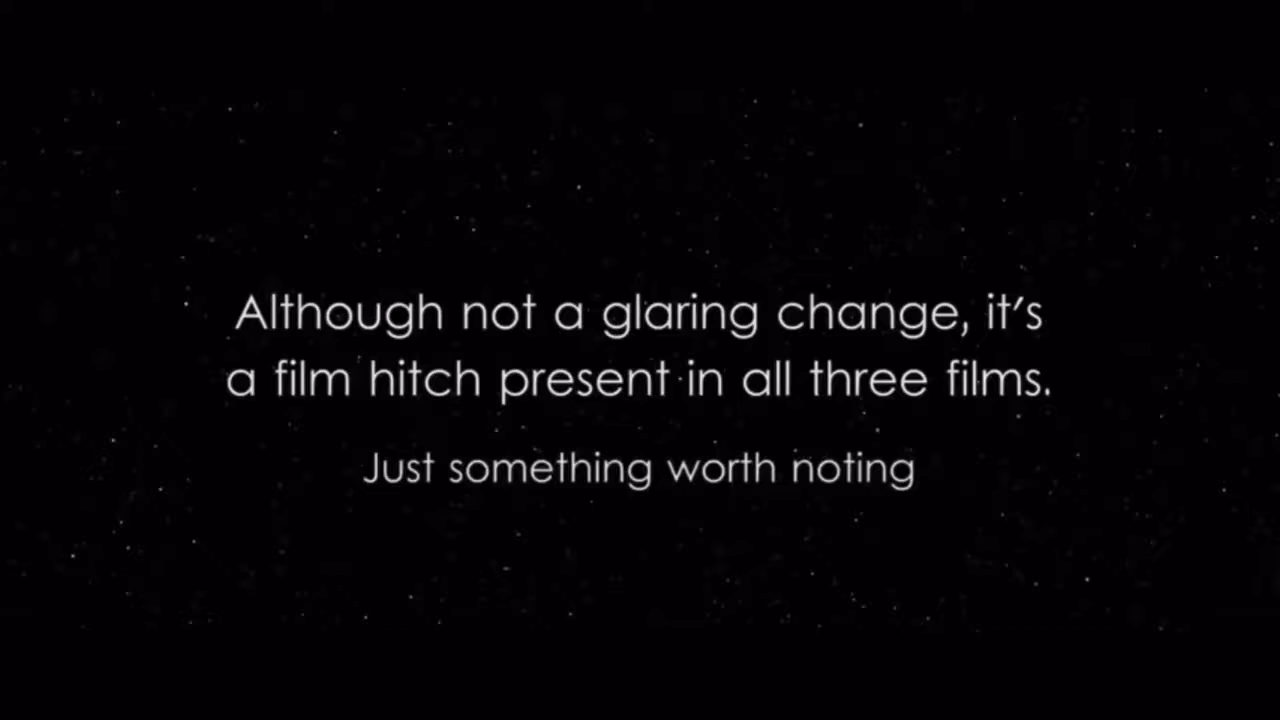 Although not a glaring change, it's
a film hitch present in all three films.
Just something worth noting